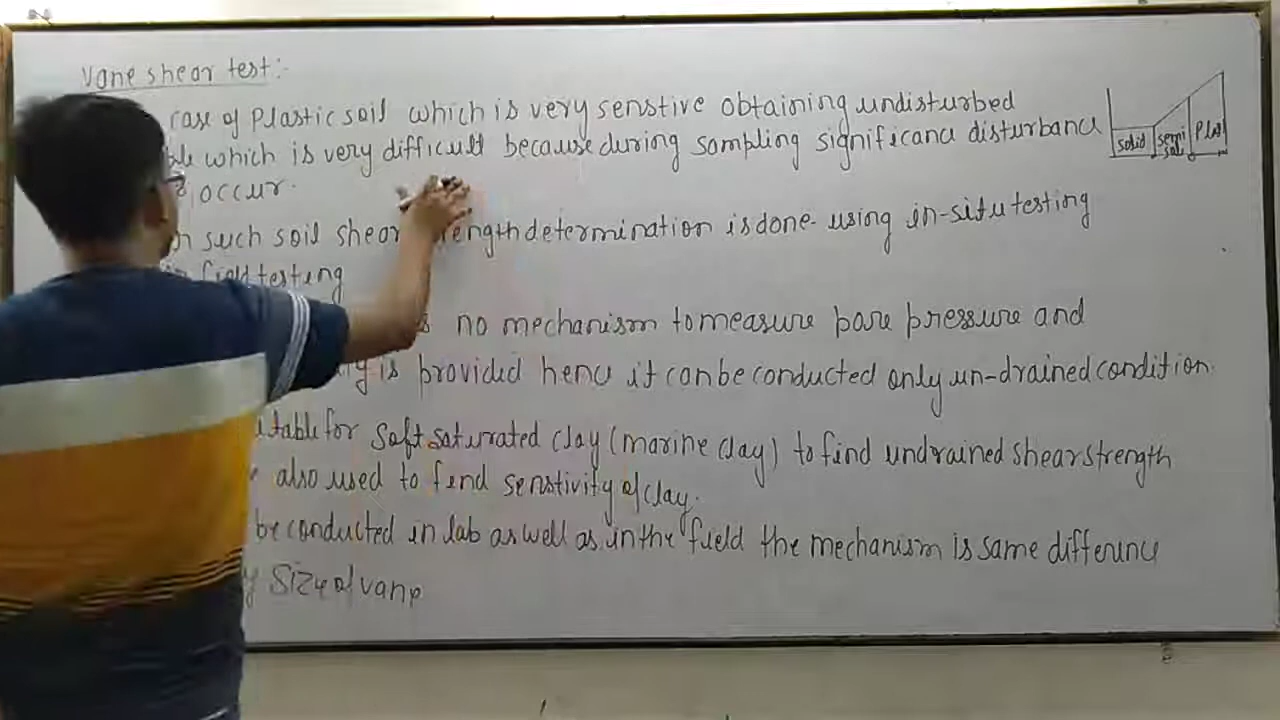 Vane shear test:-
case of Plastic soil which is very senstive obtaining undisturbed
which is very difficult because during sampling significance disturbance
occur.
such soil shear determination is done using in-situ testing
field testing
no mechanism to measure pore pressure and
is provided hence it can be conducted only un-drained condition.
for soft saturated clay (marine clay) to find undrained shear strength
also used to find senstivity of clay.
be conducted in lab as well as in the field the mechanism is same difference
size of vane
solid
semi